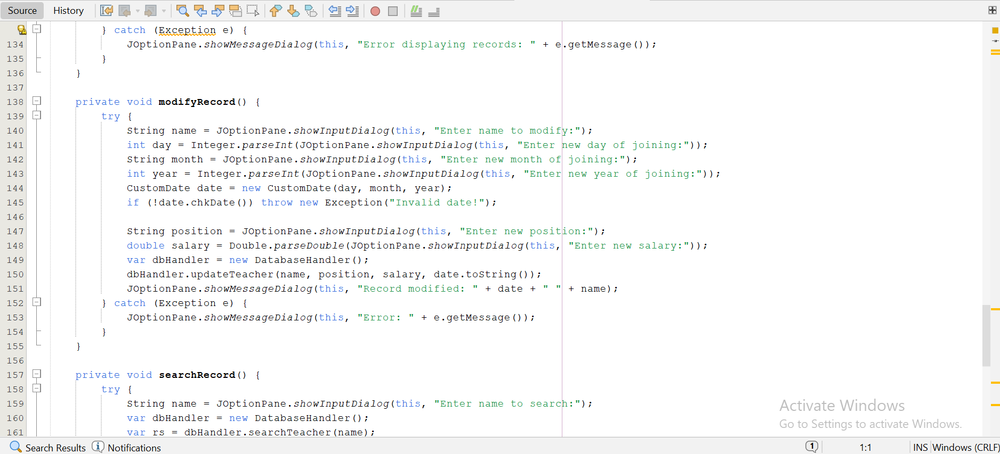 Source History
} catch (Exception e) {
134 JOptionPane.showMessageDialog(this, "Error displaying records: " + e.getMessage());
135 }
136 }
137
138 private void modifyRecord() {
139 try {
140 String name = JOptionPane.showInputDialog(this, "Enter name to modify:");
141 int day = Integer.parseInt(JOptionPane.showInputDialog(this, "Enter new day of joining:"));
142 String month = JOptionPane.showInputDialog(this, "Enter new month of joining:");
143 int year = Integer.parseInt(JOptionPane.showInputDialog(this, "Enter new year of joining:"));
144 CustomDate date = new CustomDate(day, month, year);
145 if (!date.chkDate()) throw new Exception("Invalid date!");
146
147 String position = JOptionPane.showInputDialog(this, "Enter new position:");
148 double salary = Double.parseDouble(JOptionPane.showInputDialog(this, "Enter new salary:"));
149 var dbHandler = new DatabaseHandler();
150 dbHandler.updateTeacher(name, position, salary, date.toString());
151 JOptionPane.showMessageDialog(this, "Record modified: " + date + " " + name);
152 } catch (Exception e) {
153 JOptionPane.showMessageDialog(this, "Error: " + e.getMessage());
154 }
155 }
156
157 private void searchRecord() {
158 try {
159 String name = JOptionPane.showInputDialog(this, "Enter name to search:");
160 var dbHandler = new DatabaseHandler();
161 var rs = dbHandler.searchTeacher(name);
Activate Windows
Go to Settings to activate Windows.
Search Results Notifications 1 1:1 INS Windows (CRLF)